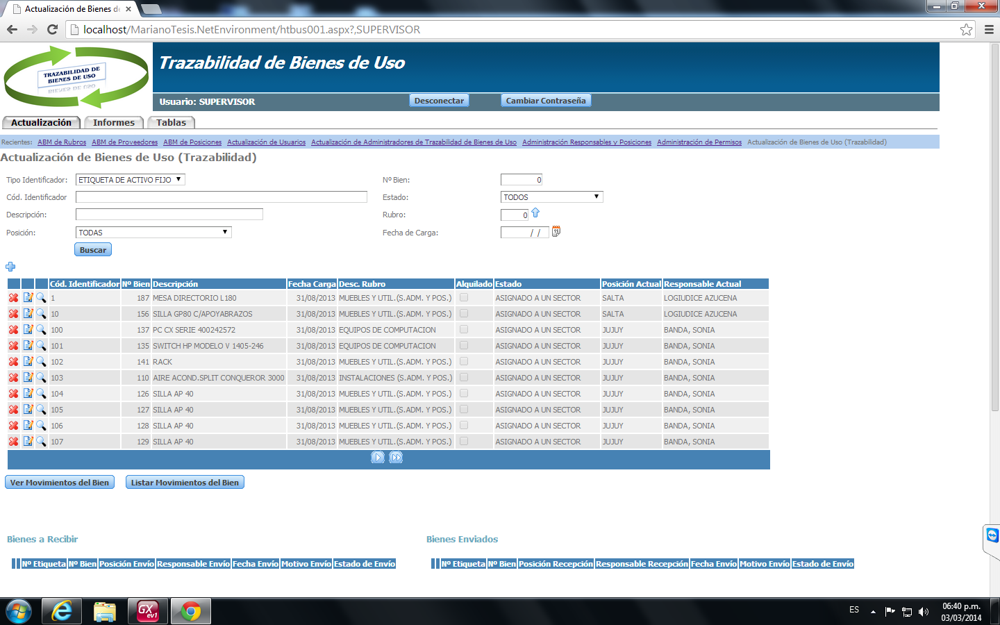 Actualización de Bienes de
localhost/MarianoTesis.NetEnvironment/htbus001.aspx?,SUPERVISOR
TRAZABILIDAD DE
BIENES DE USO
Trazabilidad de Bienes de Uso
Usuario: SUPERVISOR
Desconectar
Cambiar Contraseña
Actualización Informes Tablas
Recientes: ABM de Rubros ABM de Proveedores ABM de Posiciones Actualización de Usuarios Actualización de Administradores de Trazabilidad de Bienes de Uso Administración Responsables y Posiciones Administración de Permisos Actualización de Bienes de Uso (Trazabilidad)
Actualización de Bienes de Uso (Trazabilidad)
Tipo Identificador: ETIQUETA DE ACTIVO FIJO Nº Bien: 0
Cód. Identificador Estado: TODOS
Descripción: Rubro: 0
Posición: TODAS Fecha de Carga: / / 11
Buscar
Cód. Identificador Nº Bien Descripción Fecha Carga Desc. Rubro Alquilado Estado Posición Actual Responsable Actual
1 187 MESA DIRECTORIO L180 31/08/2013 MUEBLES Y UTIL.(S.ADM. Y POS.) ASIGNADO A UN SECTOR SALTA LOGIUDICE AZUCENA
10 156 SILLA GP80 C/APOYABRAZOS 31/08/2013 MUEBLES Y UTIL.(S.ADM. Y POS.) ASIGNADO A UN SECTOR SALTA LOGIUDICE AZUCENA
100 137 PC CX SERIE 400242572 31/08/2013 EQUIPOS DE COMPUTACION ASIGNADO A UN SECTOR JUJUY BANDA, SONIA
101 135 SWITCH HP MODELO V 1405-246 31/08/2013 EQUIPOS DE COMPUTACION ASIGNADO A UN SECTOR JUJUY BANDA, SONIA
102 141 RACK 31/08/2013 MUEBLES Y UTIL.(S.ADM. Y POS.) ASIGNADO A UN SECTOR JUJUY BANDA, SONIA
103 110 AIRE ACOND.SPLIT CONQUEROR 3000 31/08/2013 INSTALACIONES (S.ADM. Y POS.) ASIGNADO A UN SECTOR JUJUY BANDA, SONIA
104 126 SILLA AP 40 31/08/2013 MUEBLES Y UTIL.(S.ADM. Y POS.) ASIGNADO A UN SECTOR JUJUY BANDA, SONIA
105 127 SILLA AP 40 31/08/2013 MUEBLES Y UTIL.(S.ADM. Y POS.) ASIGNADO A UN SECTOR JUJUY BANDA, SONIA
106 128 SILLA AP 40 31/08/2013 MUEBLES Y UTIL.(S.ADM. Y POS.) ASIGNADO A UN SECTOR JUJUY BANDA, SONIA
107 129 SILLA AP 40 31/08/2013 MUEBLES Y UTIL.(S.ADM. Y POS.) ASIGNADO A UN SECTOR JUJUY BANDA, SONIA
Ver Movimientos del Bien Listar Movimientos del Bien
Bienes a Recibir
Nº Etiqueta Nº Bien Posición Envío Responsable Envío Fecha Envío Motivo Envío Estado de Envío
Bienes Enviados
Nº Etiqueta Nº Bien Posición Recepción Responsable Recepción Fecha Envío Motivo Envío Estado de Envío
GX
ev1
ES
06:40 p.m.
03/03/2014